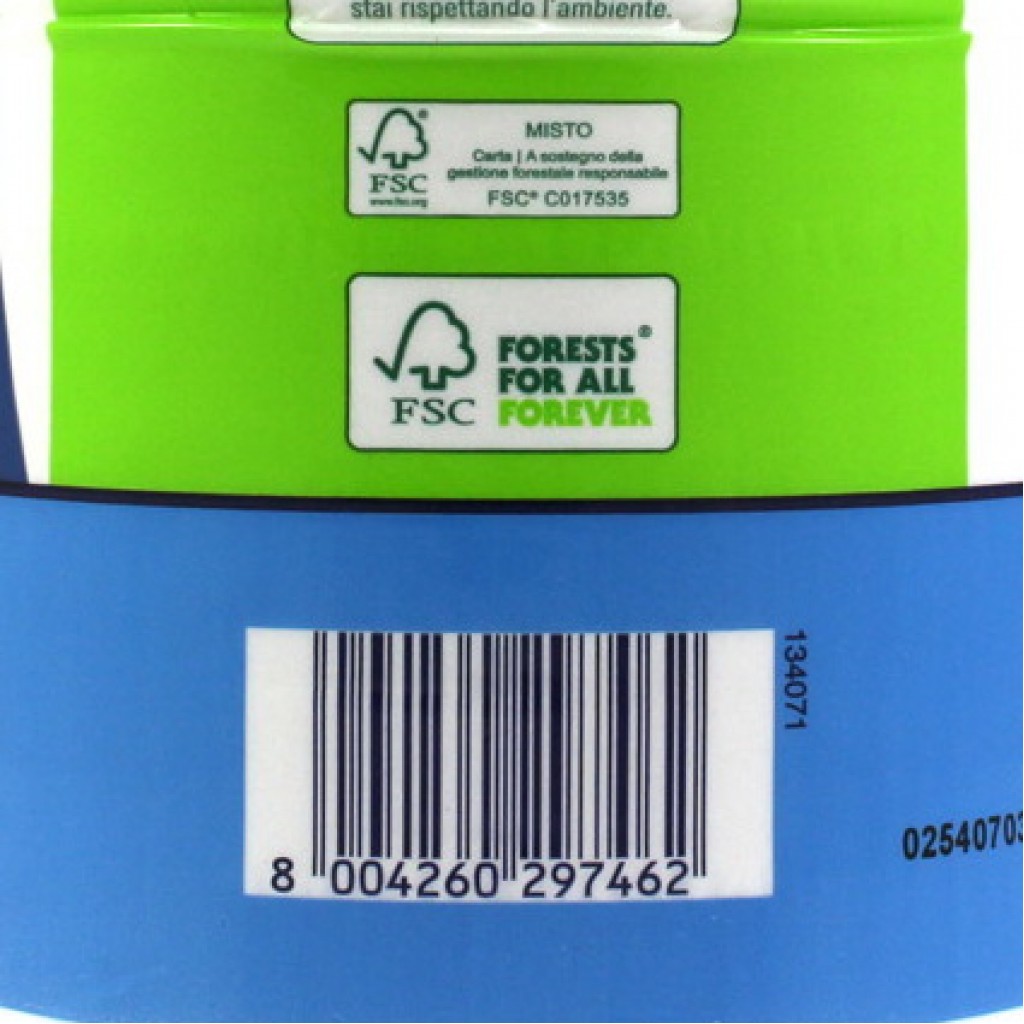 stai rispettando l'ambiente.
FSC®
www.fsc.org
MISTO
Carta | A sostegno della
gestione forestale responsabile
FSC® C017535
FSC
FORESTS®
FOR ALL
FOREVER
134071
8 004260 297462
02540703